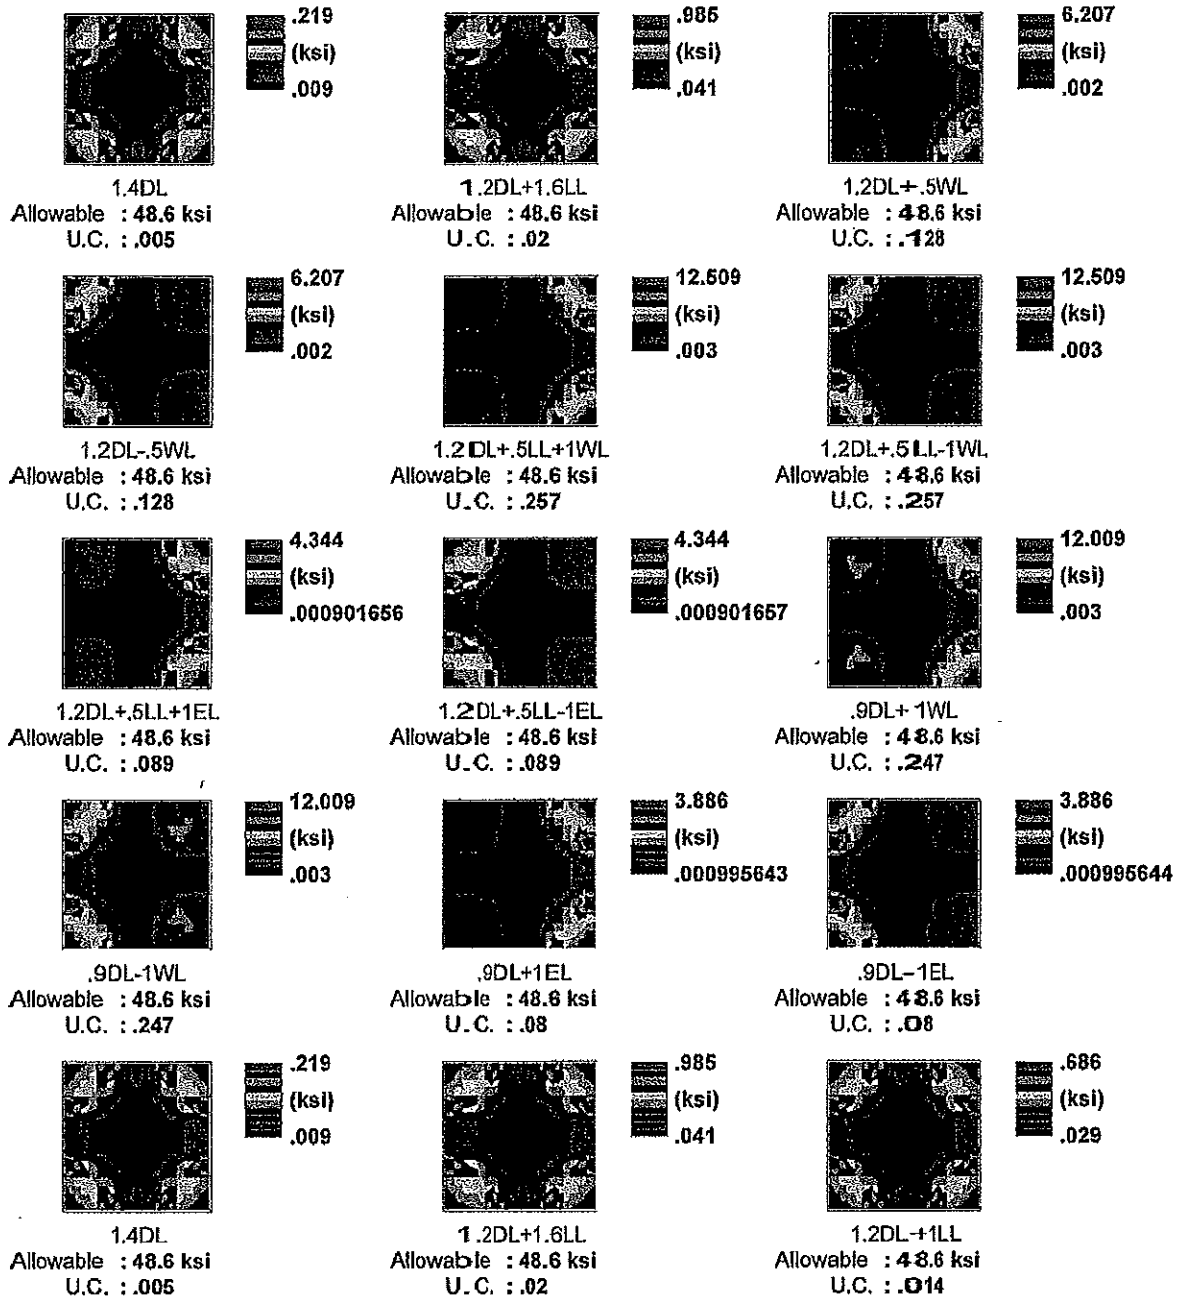 .219
(ksi)
.009
1.4DL
Allowable : 48.6 ksi
U.C. : .005
.985
(ksi)
.041
1.2DL+1.6LL
Allowable : 48.6 ksi
U.C. : .02
6.207
(ksi)
.002
1.2DL+.5WL
Allowable : 48.6 ksi
U.C. : .128
6.207
(ksi)
.002
1.2DL-.5WL
Allowable : 48.6 ksi
U.C. : .128
12.509
(ksi)
.003
1.2DL+.5LL+1WL
Allowable : 48.6 ksi
U.C. : .257
12.509
(ksi)
.003
1.2DL+.5LL-1WL
Allowable : 48.6 ksi
U.C. : .257
4.344
(ksi)
.000901656
1.2DL+.5LL+1EL
Allowable : 48.6 ksi
U.C. : .089
4.344
(ksi)
.000901657
1.2DL+.5LL-1EL
Allowable : 48.6 ksi
U.C. : .089
12.009
(ksi)
.003
.9DL+1WL
Allowable : 48.6 ksi
U.C. : .247
12.009
(ksi)
.003
.9DL-1WL
Allowable : 48.6 ksi
U.C. : .247
3.886
(ksi)
.000995643
.9DL+1EL
Allowable : 48.6 ksi
U.C. : .08
3.886
(ksi)
.000995644
.9DL-1EL
Allowable : 48.6 ksi
U.C. : .08
.219
(ksi)
.009
1.4DL
Allowable : 48.6 ksi
U.C. : .005
.985
(ksi)
.041
1.2DL+1.6LL
Allowable : 48.6 ksi
U.C. : .02
.686
(ksi)
.029
1.2DL+1LL
Allowable : 48.6 ksi
U.C. : .014